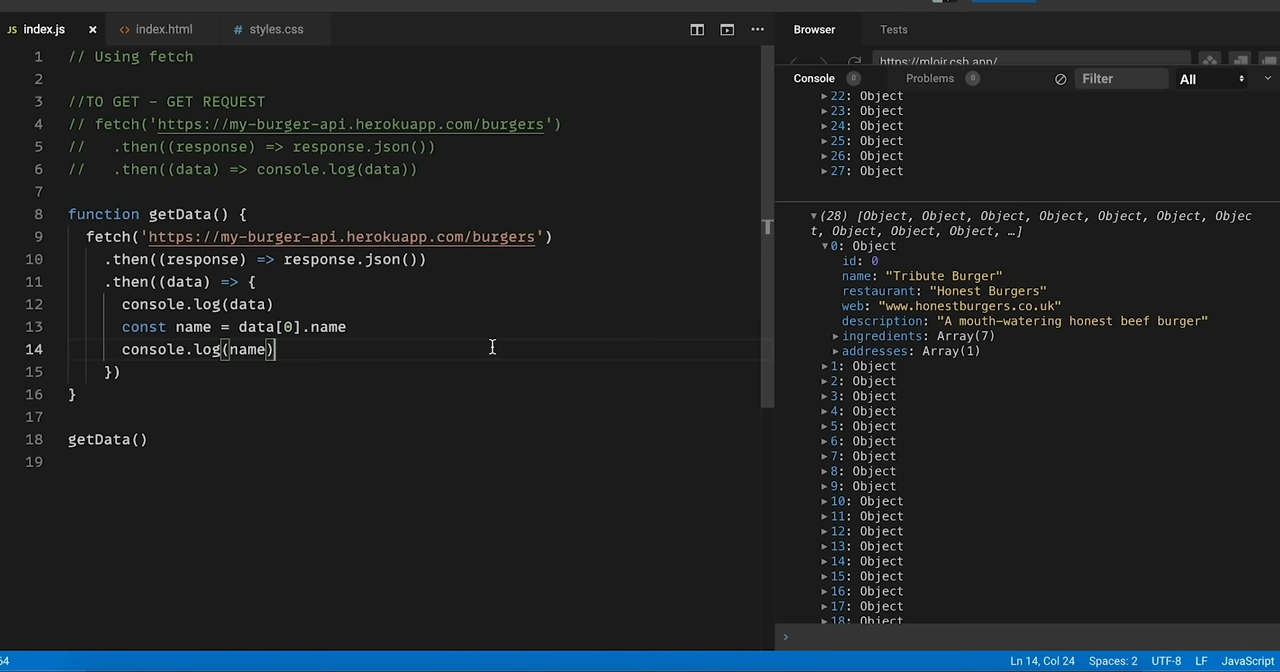 JS index.js × <> index.html # styles.css ···
1 // Using fetch
2
3 //TO GET - GET REQUEST
4 // fetch('https://my-burger-api.herokuapp.com/burgers')
5 //   .then((response) => response.json())
6 //   .then((data) => console.log(data))
7
8 function getData() {
9   fetch('https://my-burger-api.herokuapp.com/burgers')
10     .then((response) => response.json())
11     .then((data) => {
12       console.log(data)
13       const name = data[0].name
14       console.log(name)
15     })
16 }
17
18 getData()
19
Browser Tests
https://mloir.csb.app/
Console 0 Problems 0 Filter All
22: Object
23: Object
24: Object
25: Object
26: Object
27: Object
(28) [Object, Object, Object, Object, Object, Object, Objec
t, Object, Object, Object, …]
0: Object
id: 0
name: "Tribute Burger"
restaurant: "Honest Burgers"
web: "www.honestburgers.co.uk"
description: "A mouth-watering honest beef burger"
ingredients: Array(7)
addresses: Array(1)
1: Object
2: Object
3: Object
4: Object
5: Object
6: Object
7: Object
8: Object
9: Object
10: Object
11: Object
12: Object
13: Object
14: Object
15: Object
16: Object
17: Object
18: Object
›
64 Ln 14, Col 24 Spaces: 2 UTF-8 LF JavaScript